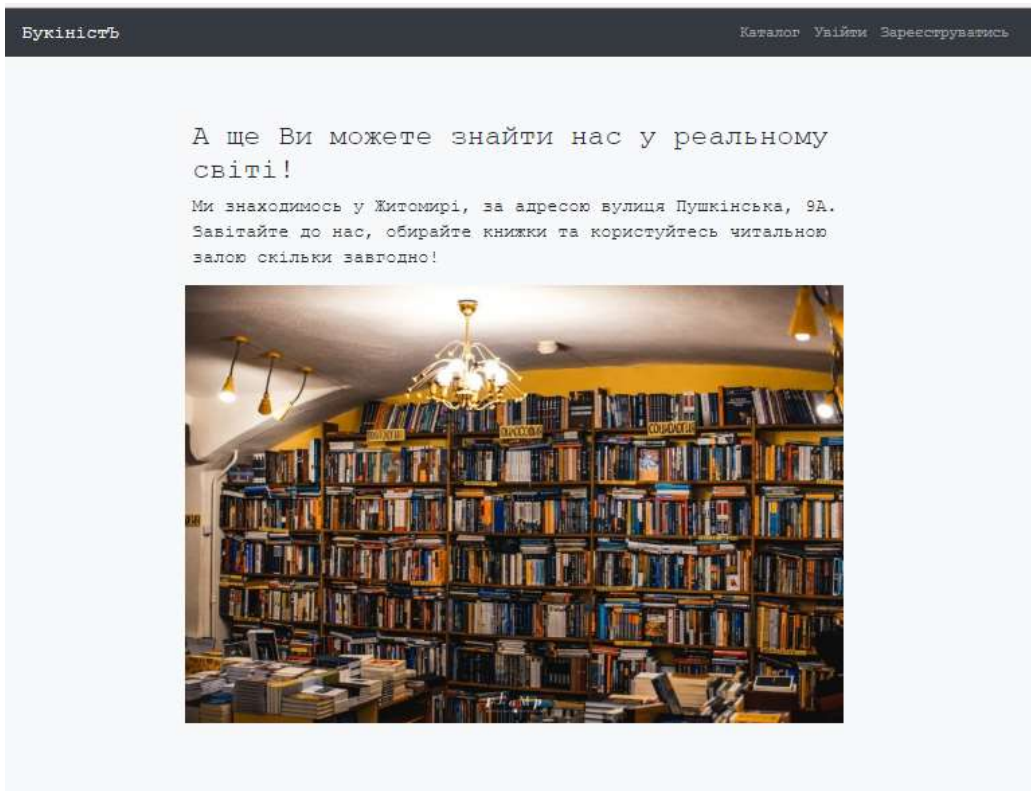 БукіністЪ
Каталог Увійти Зареєструватись
А ще Ви можете знайти нас у реальному
світі!
Ми знаходимось у Житомирі, за адресою вулиця Пушкінська, 9А.
Завітайте до нас, обирайте книжки та користуйтесь читальною
залою скільки завгодно!
СОЦИОЛОГИЯ